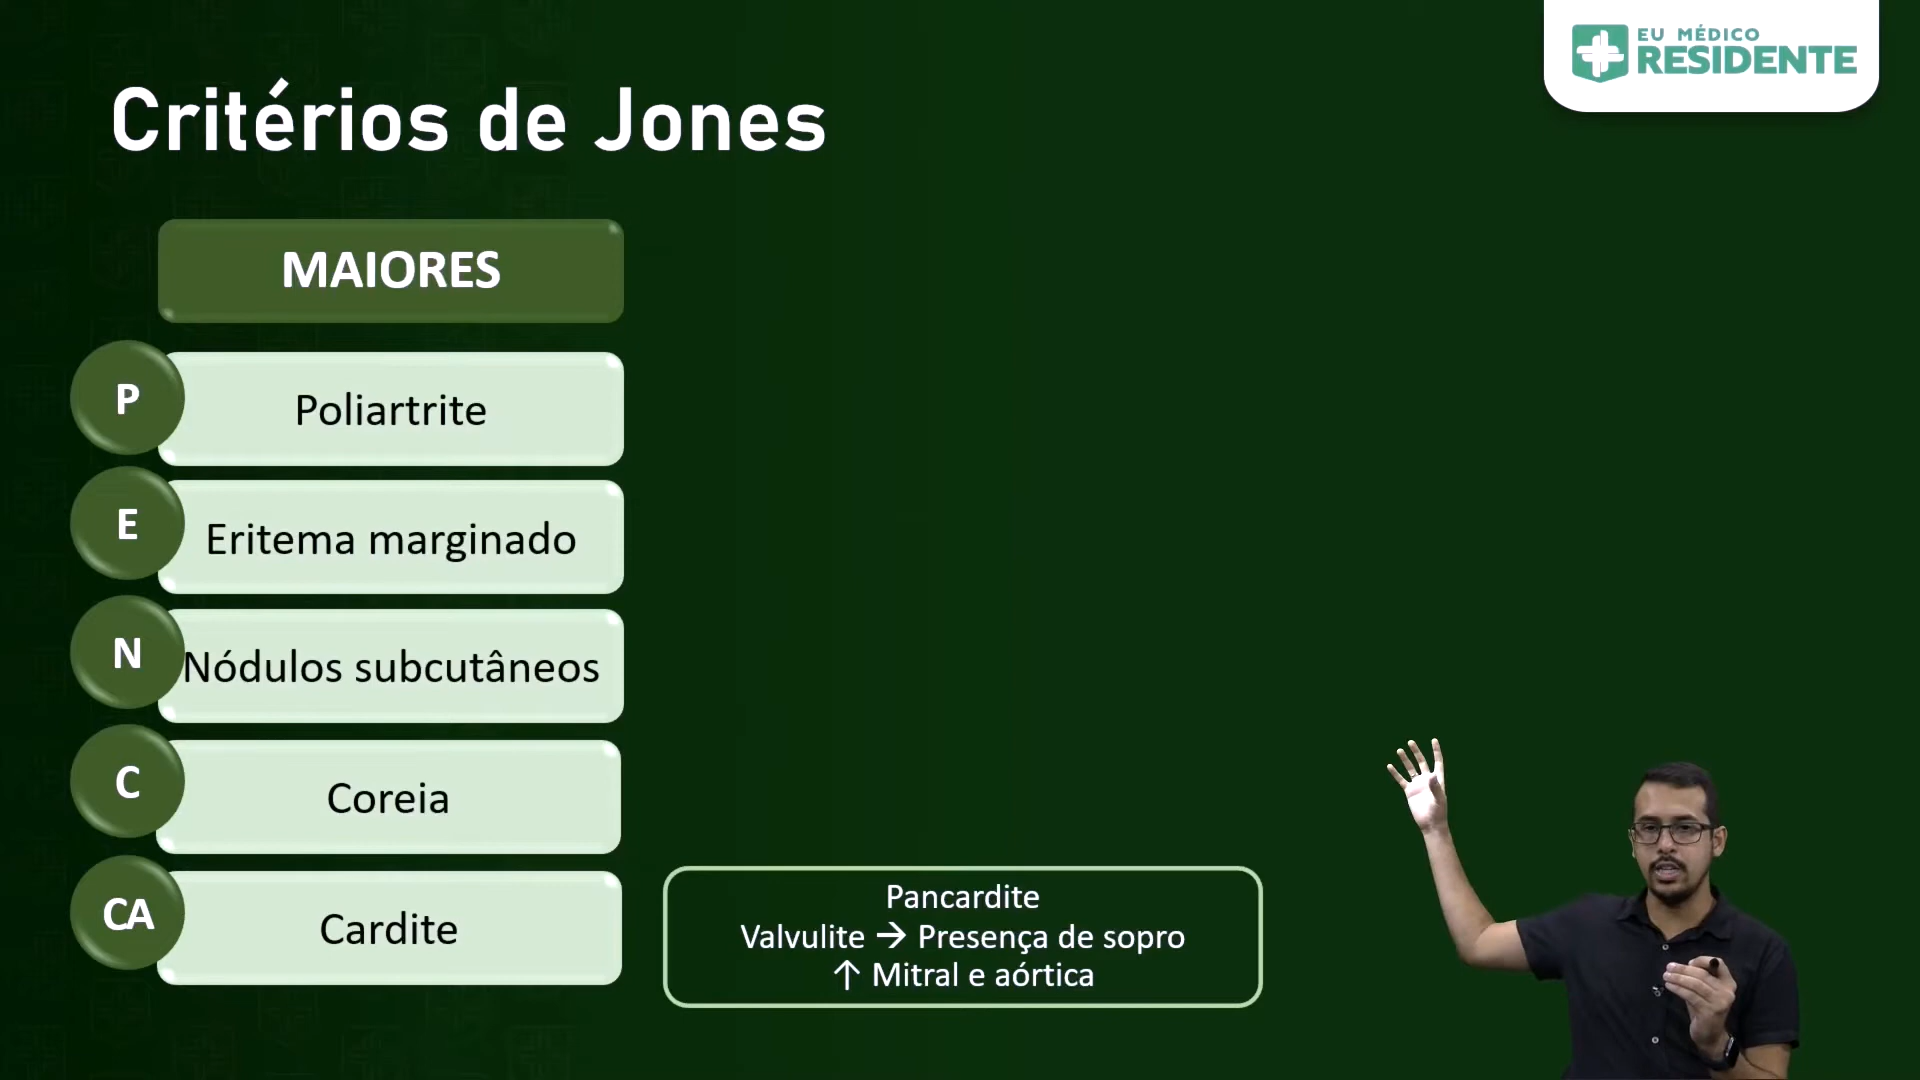 EU MÉDICO
RESIDENTE
Critérios de Jones
MAIORES
P
Poliartrite
E
Eritema marginado
N
Nódulos subcutâneos
C
Coreia
CA
Cardite
Pancardite
Valvulite → Presença de sopro
↑ Mitral e aórtica